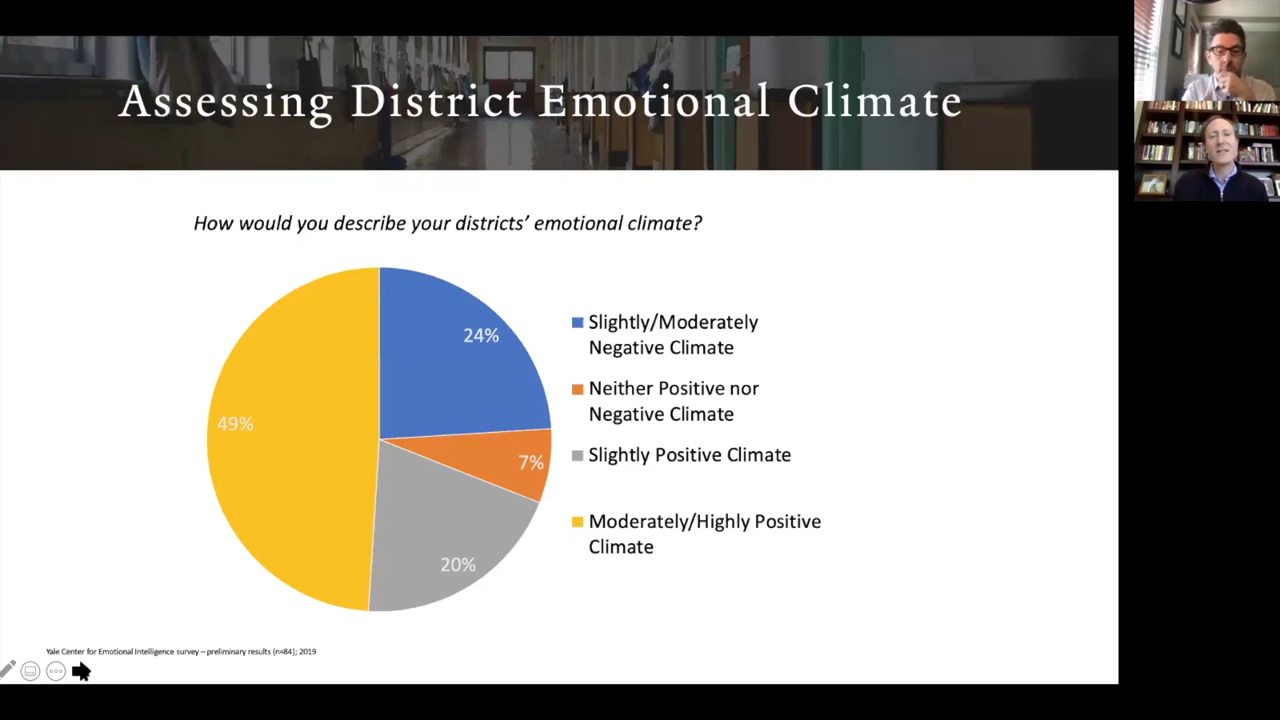 Assessing District Emotional Climate
How would you describe your districts’ emotional climate?
24%
7%
20%
49%
Slightly/Moderately
Negative Climate
Neither Positive nor
Negative Climate
Slightly Positive Climate
Moderately/Highly Positive
Climate
Yale Center for Emotional Intelligence survey – preliminary results (n=84); 2019